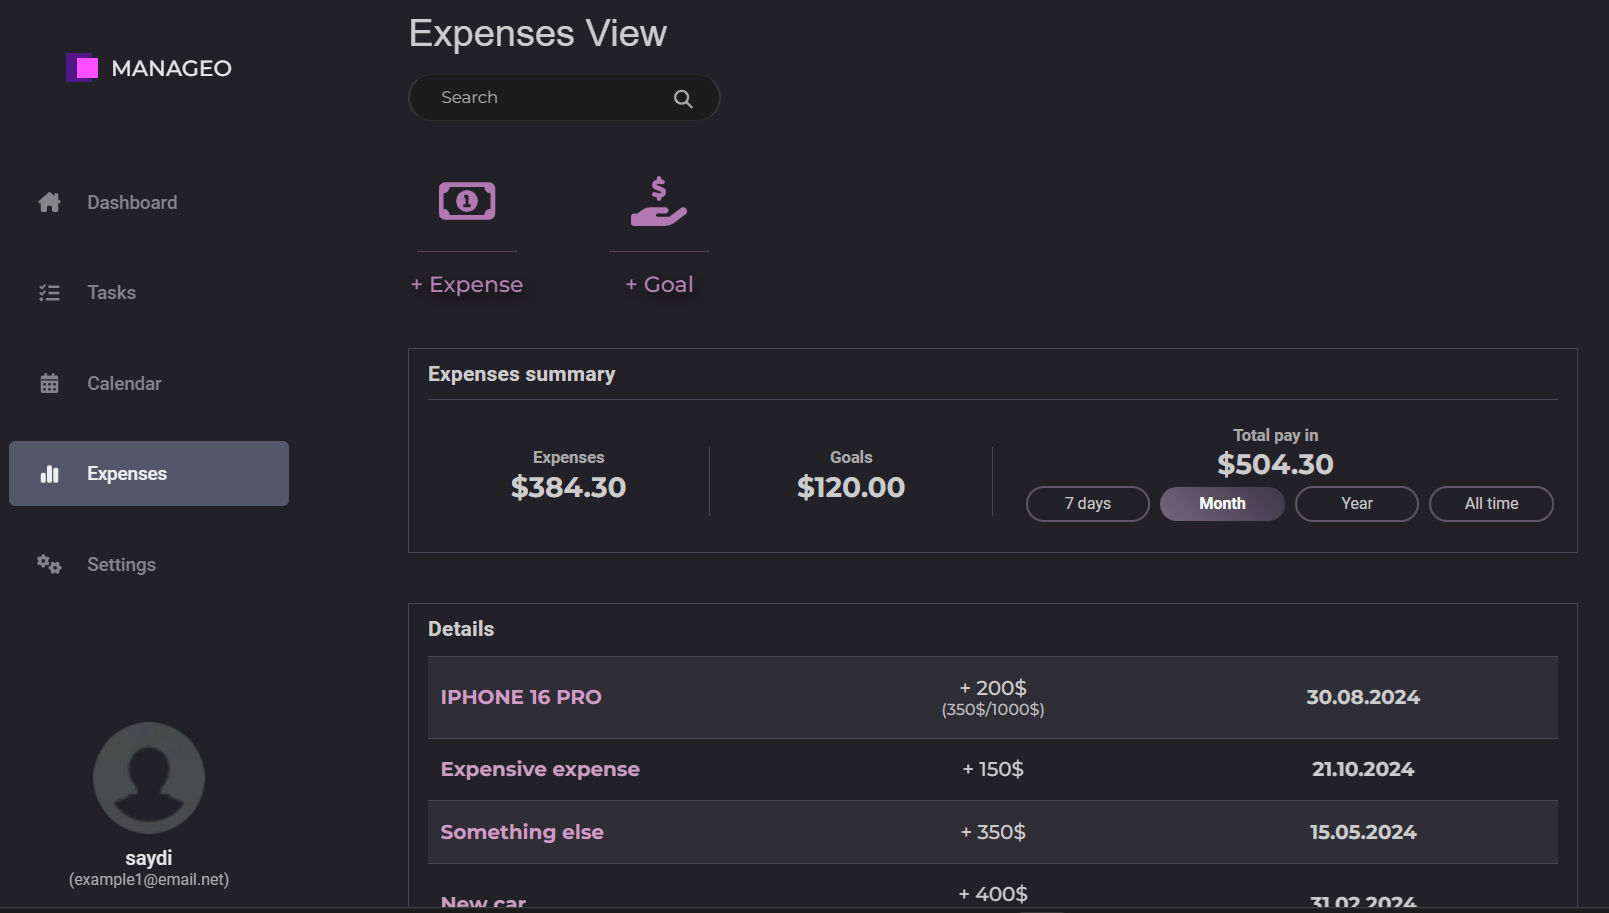 MANAGEO
Dashboard
Tasks
Calendar
Expenses
Settings
saydi
(example1@email.net)
Expenses View
Search
+ Expense
+ Goal
Expenses summary
Expenses
$384.30
Goals
$120.00
Total pay in
$504.30
7 days
Month
Year
All time
Details
IPHONE 16 PRO
+ 200$
(350$/1000$)
30.08.2024
Expensive expense
+ 150$
21.10.2024
Something else
+ 350$
15.05.2024
New car
+ 400$
31.02.2024